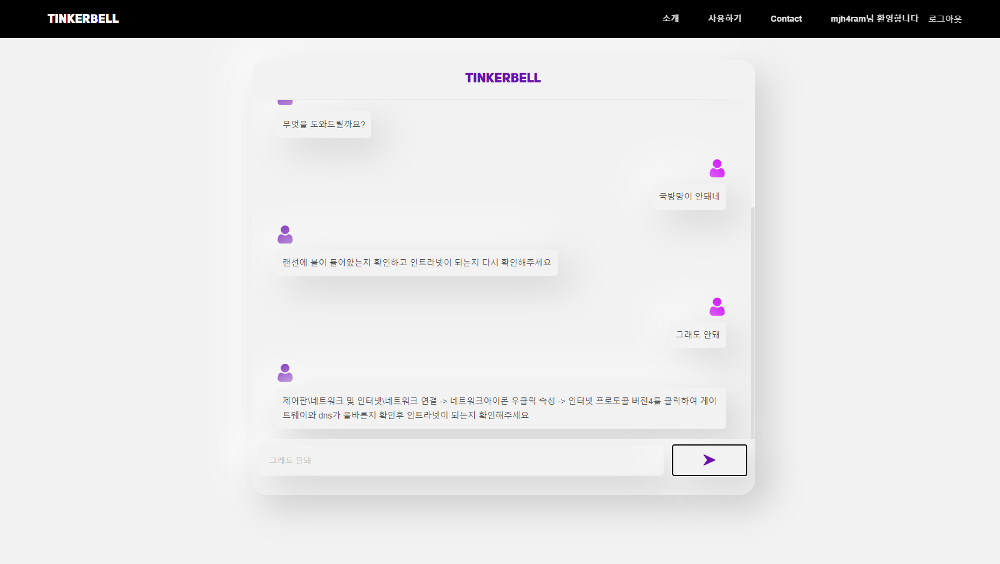 TINKERBELL
소개
사용하기
Contact
mjh4ram님 환영합니다
로그아웃
TINKERBELL
무엇을 도와드릴까요?
국방망이 안돼네
랜선에 불이 들어왔는지 확인하고 인트라넷이 되는지 다시 확인해주세요
그래도 안돼
제어판\네트워크 및 인터넷\네트워크 연결 -> 네트워크아이콘 우클릭 속성 -> 인터넷 프로토콜 버전4를 클릭하여 게이
트웨이와 dns가 올바른지 확인후 인트라넷이 되는지 확인해주세요
그래도 안돼